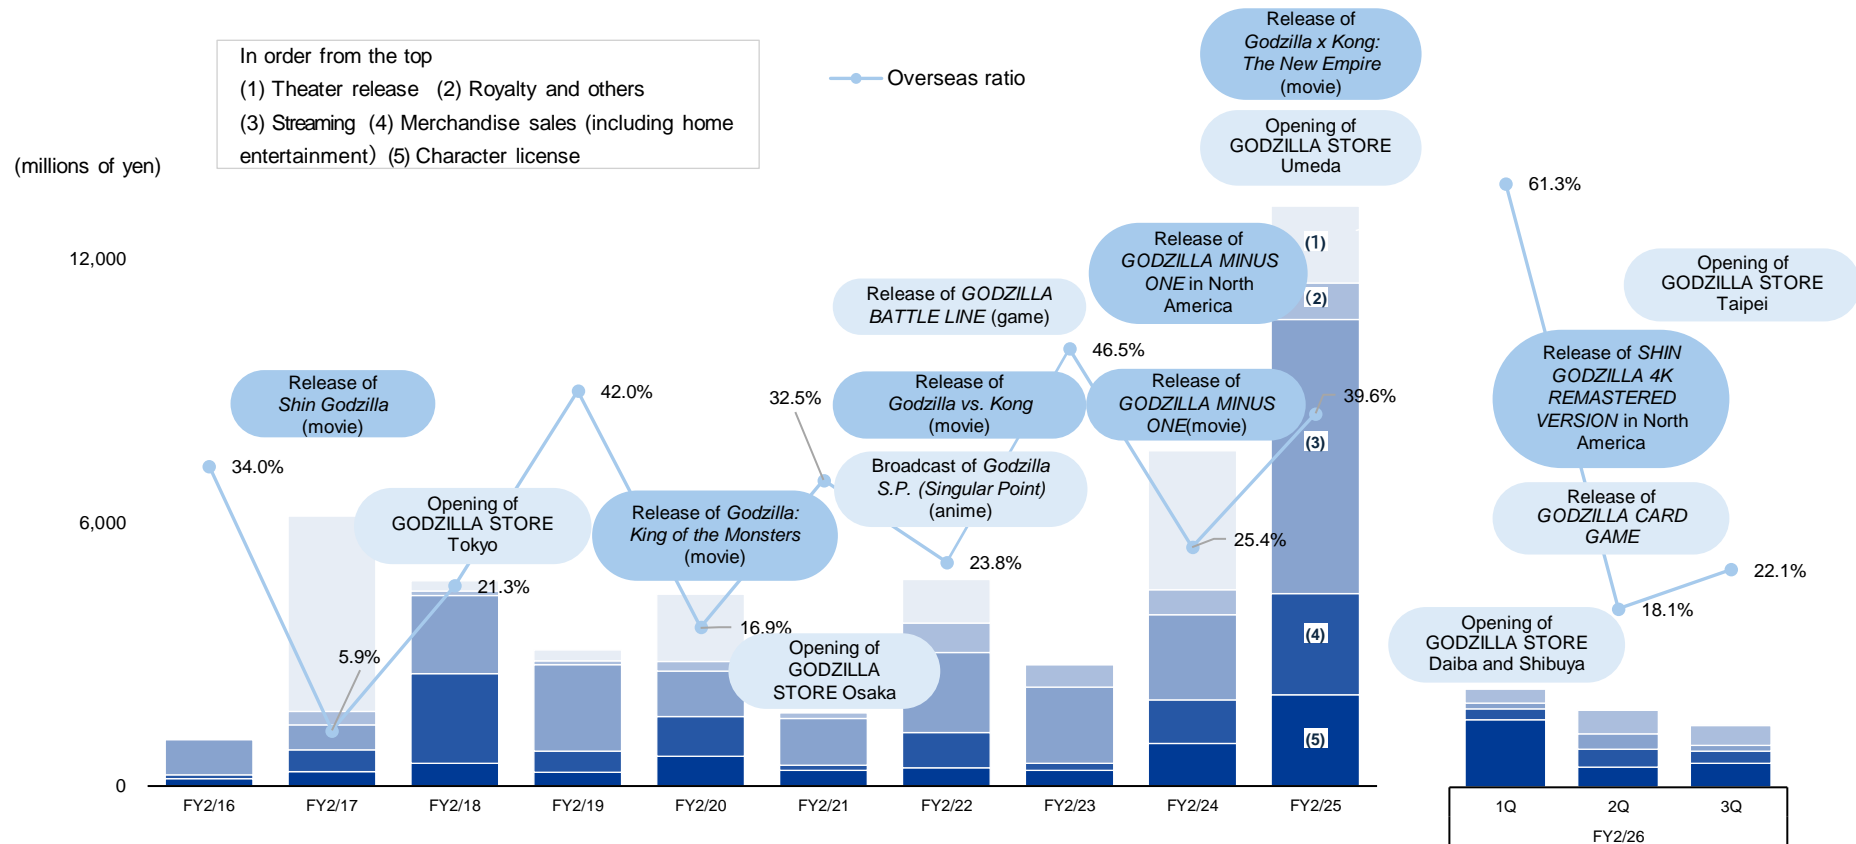 In order from the top
(1) Theater release (2) Royalty and others
(3) Streaming (4) Merchandise sales (including home
entertainment) (5) Character license
Overseas ratio
(millions of yen)
12,000
6,000
0
Release of
Shin Godzilla
(movie)
34.0%
5.9%
Opening of
GODZILLA STORE
Tokyo
21.3%
42.0%
Release of Godzilla:
King of the Monsters
(movie)
16.9%
Opening of
GODZILLA
STORE Osaka
32.5%
Release of GODZILLA
BATTLE LINE (game)
Release of
Godzilla vs. Kong
(movie)
Broadcast of Godzilla
S.P. (Singular Point)
(anime)
23.8%
46.5%
Release of
GODZILLA MINUS
ONE in North
America
Release of
GODZILLA MINUS
ONE(movie)
25.4%
Release of
Godzilla x Kong:
The New Empire
(movie)
Opening of
GODZILLA STORE
Umeda
(1)
(2)
(3)
(4)
(5)
39.6%
61.3%
Opening of
GODZILLA STORE
Taipei
Release of SHIN
GODZILLA 4K
REMASTERED
VERSION in North
America
Release of
GODZILLA CARD
GAME
18.1%
22.1%
Opening of
GODZILLA STORE
Daiba and Shibuya
FY2/16
FY2/17
FY2/18
FY2/19
FY2/20
FY2/21
FY2/22
FY2/23
FY2/24
FY2/25
1Q
2Q
3Q
FY2/26